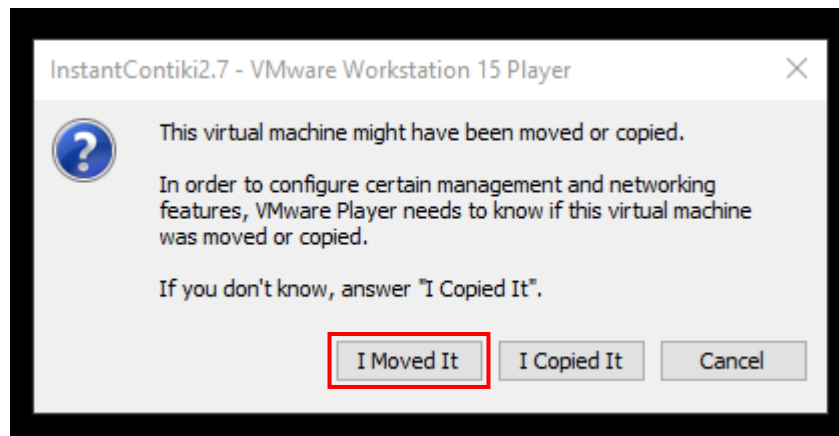 InstantContiki2.7 - VMware Workstation 15 Player
This virtual machine might have been moved or copied.
In order to configure certain management and networking
features, VMware Player needs to know if this virtual machine
was moved or copied.
If you don't know, answer "I Copied It".
I Moved It
I Copied It
Cancel